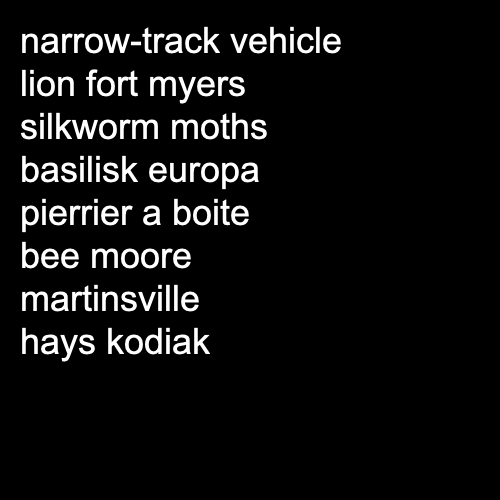 narrow-track vehicle
lion fort myers
silkworm moths
basilisk europa
pierrier a boite
bee moore
martinsville
hays kodiak